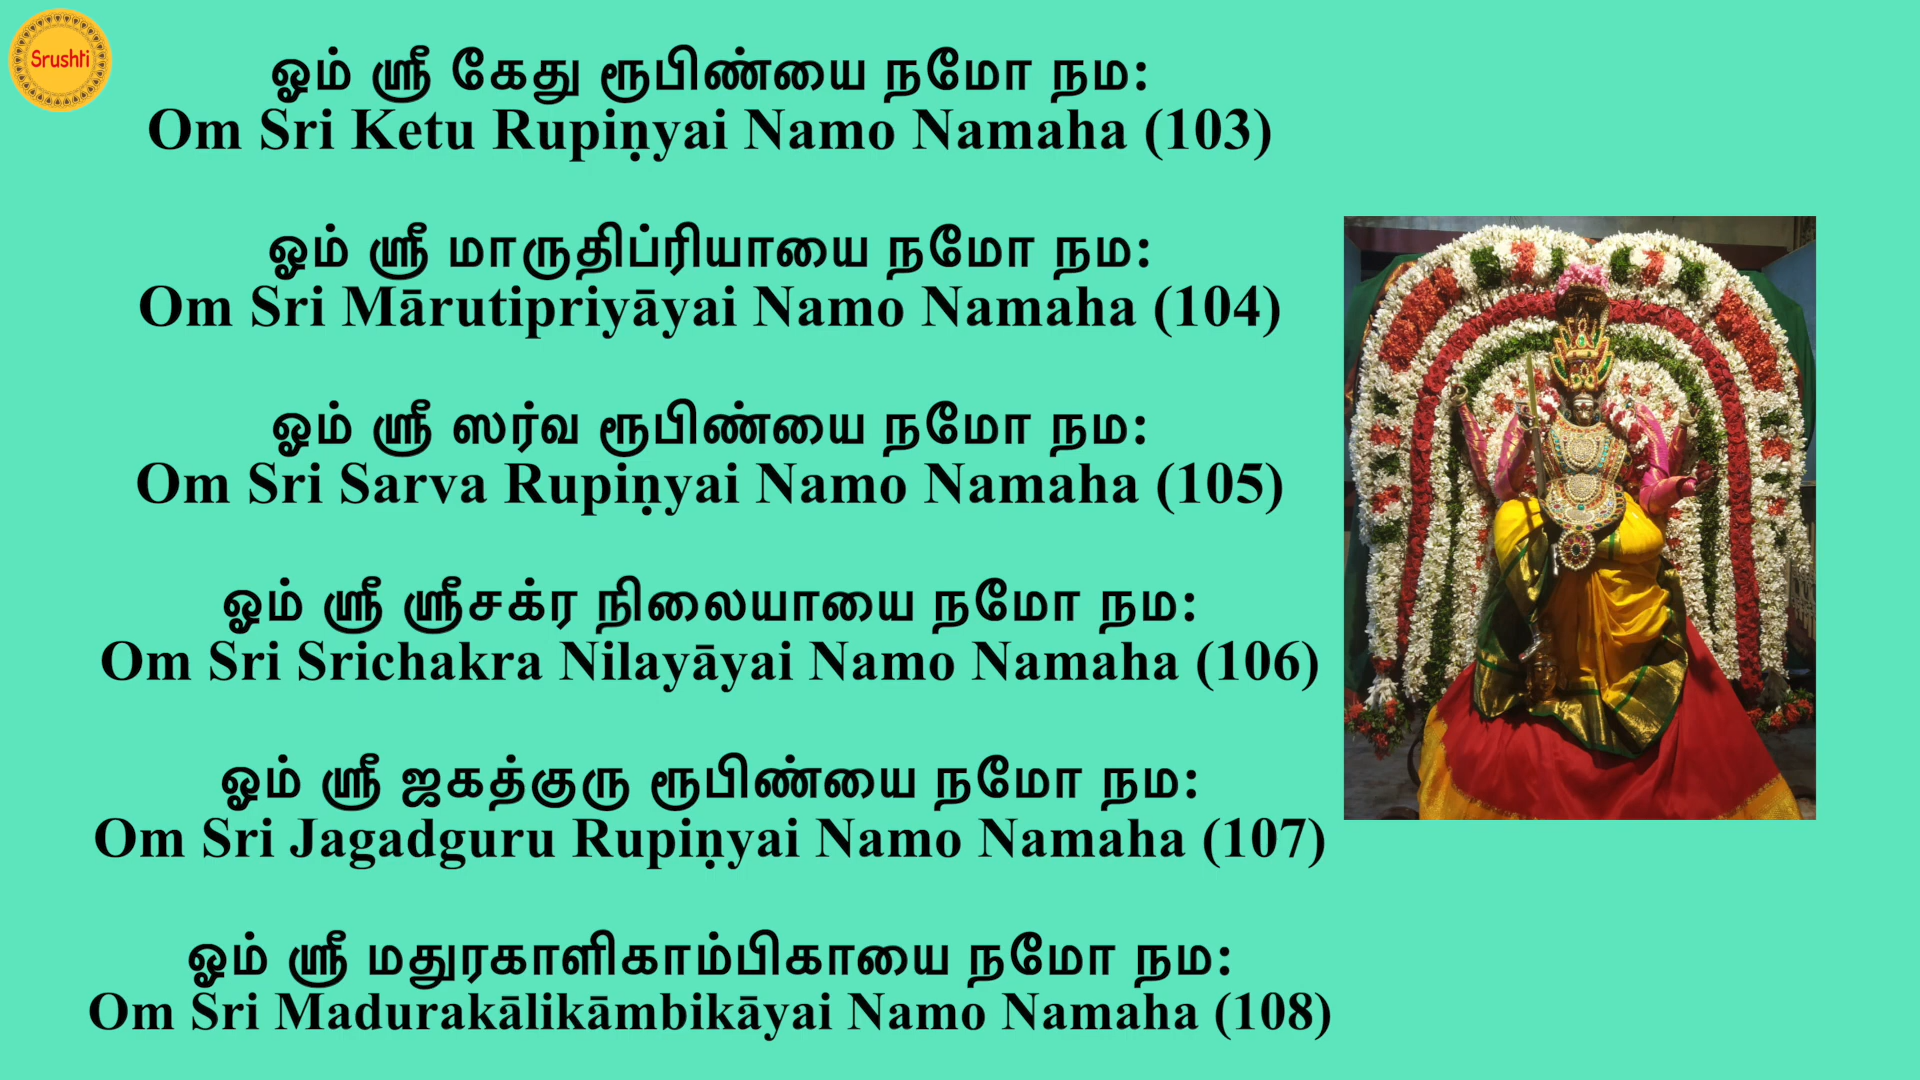 Srushti
ஓம் ஸ்ரீ கேது ரூபிண்யை நமோ நம:
Om Sri Ketu Rupiṇyai Namo Namaha (103)
ஓம் ஸ்ரீ மாருதிப்ரியாயை நமோ நம:
Om Sri Mārutipriyāyai Namo Namaha (104)
ஓம் ஸ்ரீ ஸர்வ ரூபிண்யை நமோ நம:
Om Sri Sarva Rupiṇyai Namo Namaha (105)
ஓம் ஸ்ரீ ஸ்ரீசக்ர நிலையாயை நமோ நம:
Om Sri Srichakra Nilayāyai Namo Namaha (106)
ஓம் ஸ்ரீ ஜகத்குரு ரூபிண்யை நமோ நம:
Om Sri Jagadguru Rupiṇyai Namo Namaha (107)
ஓம் ஸ்ரீ மதுரகாளிகாம்பிகாயை நமோ நம:
Om Sri Madurakālikāmbikāyai Namo Namaha (108)